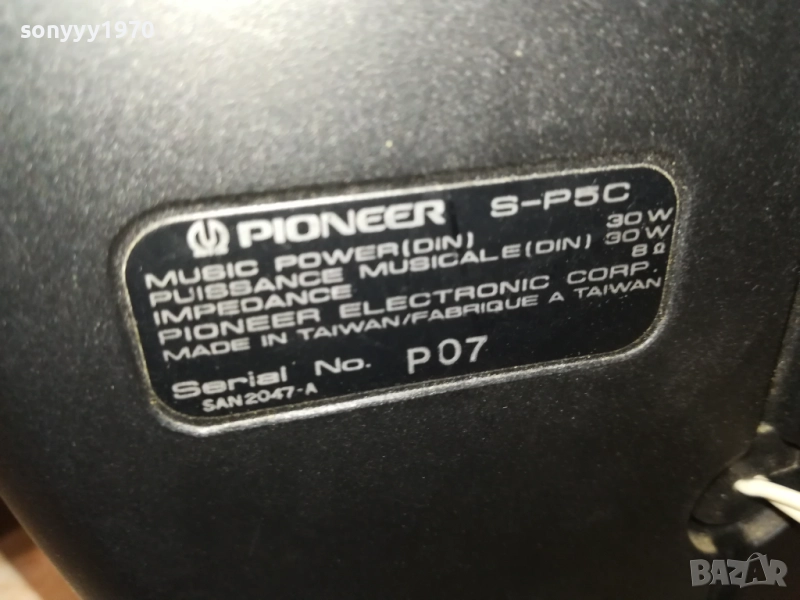 sonyyy1970
PIONEER S-P5C
MUSIC POWER(DIN) 30W
PUISSANCE MUSICALE(DIN) 30W
IMPEDANCE 8Ω
PIONEER ELECTRONIC CORP.
MADE IN TAIWAN/FABRIQUE A TAIWAN
Serial No. P07
SAN2047-A
BAZAR